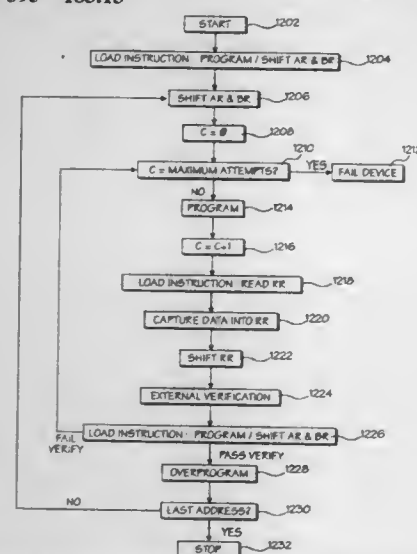 START 1202
LOAD INSTRUCTION PROGRAM / SHIFT AR & BR 1204
SHIFT AR & BR 1206
C = 0 1208
C = MAXIMUM ATTEMPTS? 1210
YES
FAIL DEVICE
NO
PROGRAM 1214
C = C+1 1216
LOAD INSTRUCTION READ RR 1218
CAPTURE DATA INTO RR 1220
SHIFT RR 1222
EXTERNAL VERIFICATION 1224
FAIL
VERIFY
LOAD INSTRUCTION · PROGRAM / SHIFT AR & BR 1226
PASS VERIFY
OVERPROGRAM 1228
NO
LAST ADDRESS? 1230
YES
STOP 1232